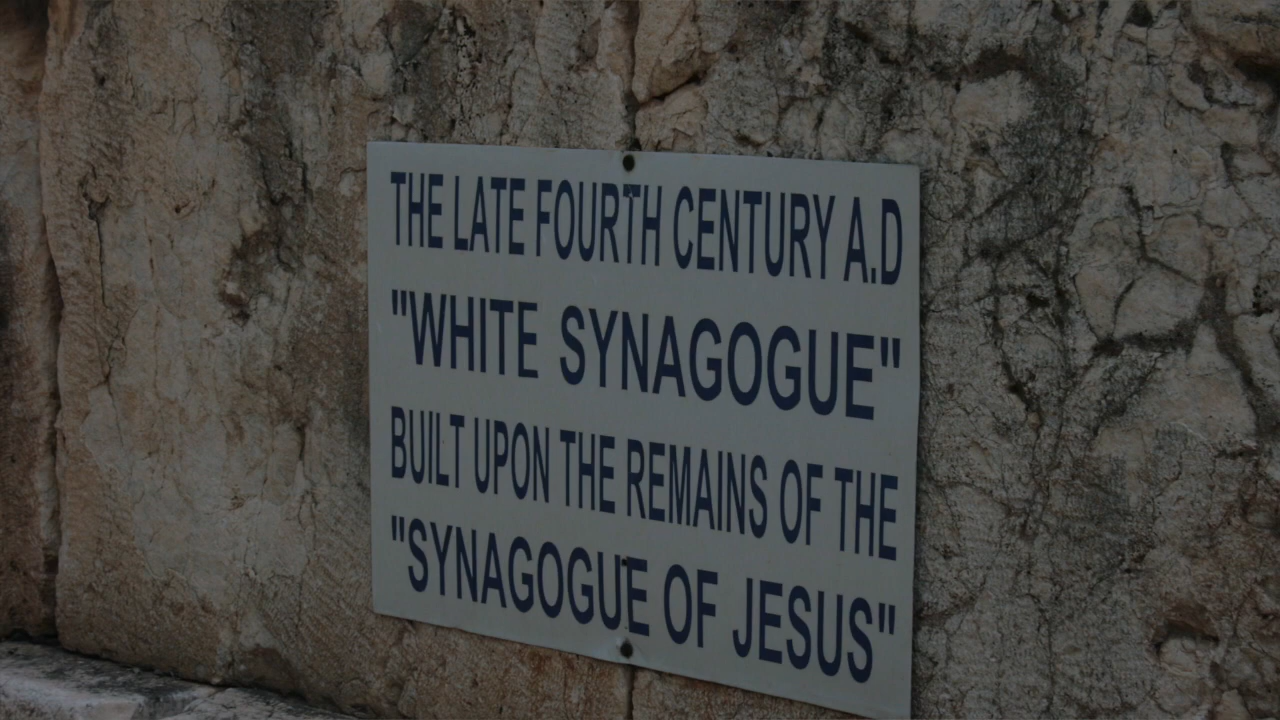 THE LATE FOURTH CENTURY A.D
"WHITE SYNAGOGUE"
BUILT UPON THE REMAINS OF THE
"SYNAGOGUE OF JESUS"